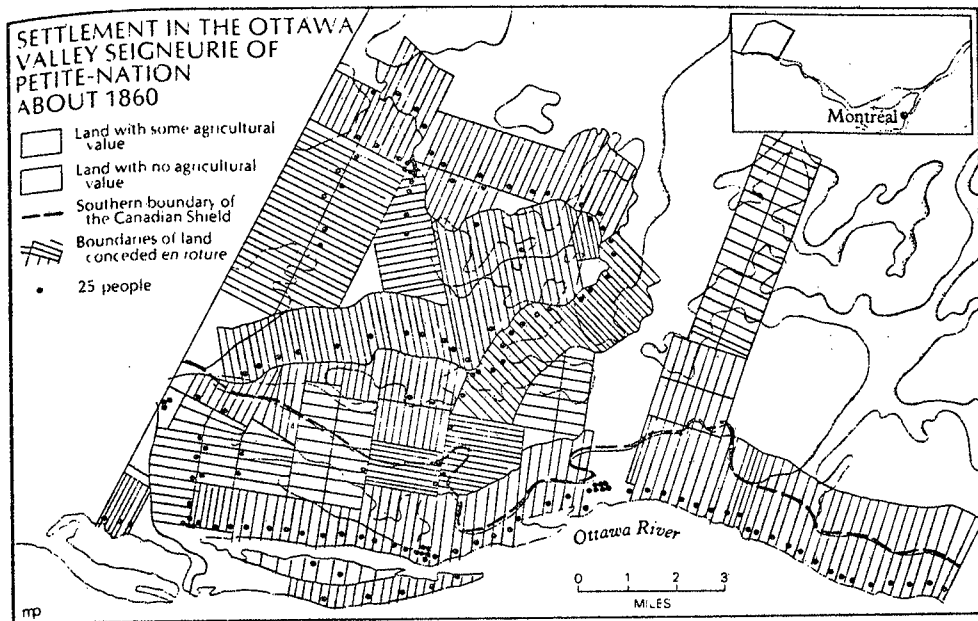 SETTLEMENT IN THE OTTAWA
VALLEY SEIGNEURIE OF
PETITE-NATION
ABOUT 1860
Land with some agricultural
value
Land with no agricultural
value
Southern boundary of
the Canadian Shield
Boundaries of land
conceded en roture
25 people
Montréal
Ottawa River
0 1 2 3
MILES
mp